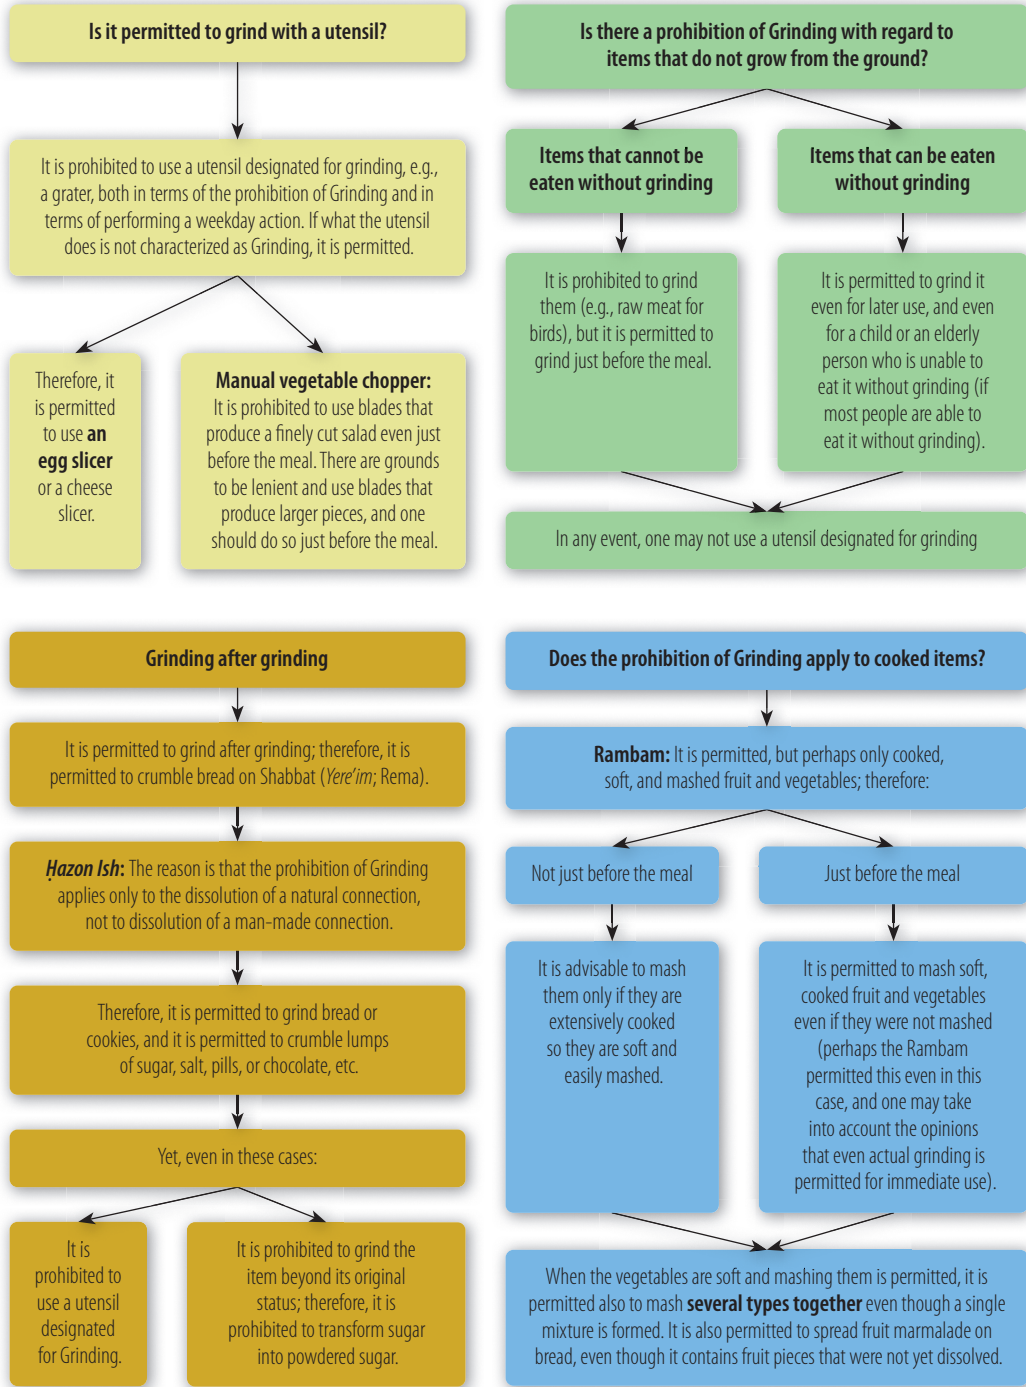 Is it permitted to grind with a utensil?
It is prohibited to use a utensil designated for grinding, e.g.,
a grater, both in terms of the prohibition of Grinding and in
terms of performing a weekday action. If what the utensil
does is not characterized as Grinding, it is permitted.
Therefore, it
is permitted
to use an
egg slicer
or a cheese
slicer.
Manual vegetable chopper:
It is prohibited to use blades that
produce a finely cut salad even just
before the meal. There are grounds
to be lenient and use blades that
produce larger pieces, and one
should do so just before the meal.
Is there a prohibition of Grinding with regard to
items that do not grow from the ground?
Items that cannot be
eaten without grinding
It is prohibited to grind
them (e.g., raw meat for
birds), but it is permitted to
grind just before the meal.
Items that can be eaten
without grinding
It is permitted to grind it
even for later use, and even
for a child or an elderly
person who is unable to
eat it without grinding (if
most people are able to
eat it without grinding).
In any event, one may not use a utensil designated for grinding
Grinding after grinding
It is permitted to grind after grinding; therefore, it is
permitted to crumble bread on Shabbat (Yere'im; Rema).
Ḥazon Ish: The reason is that the prohibition of Grinding
applies only to the dissolution of a natural connection,
not to dissolution of a man-made connection.
Therefore, it is permitted to grind bread or
cookies, and it is permitted to crumble lumps
of sugar, salt, pills, or chocolate, etc.
Yet, even in these cases:
It is
prohibited to
use a utensil
designated
for Grinding.
It is prohibited to grind the
item beyond its original
status; therefore, it is
prohibited to transform sugar
into powdered sugar.
Does the prohibition of Grinding apply to cooked items?
Rambam: It is permitted, but perhaps only cooked,
soft, and mashed fruit and vegetables; therefore:
Not just before the meal
It is advisable to mash
them only if they are
extensively cooked
so they are soft and
easily mashed.
Just before the meal
It is permitted to mash soft,
cooked fruit and vegetables
even if they were not mashed
(perhaps the Rambam
permitted this even in this
case, and one may take
into account the opinions
that even actual grinding is
permitted for immediate use).
When the vegetables are soft and mashing them is permitted, it is
permitted also to mash several types together even though a single
mixture is formed. It is also permitted to spread fruit marmalade on
bread, even though it contains fruit pieces that were not yet dissolved.